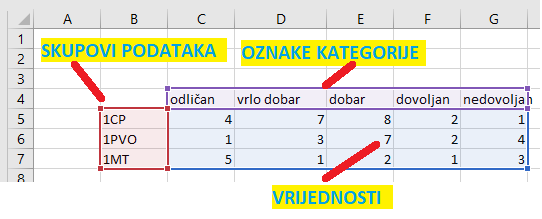 A B C D E F G
1
2
SKUPOVI PODATAKA OZNAKE KATEGORIJE
3
4 odličan vrlo dobar dobar dovoljan nedovoljan
5 1CP 4 7 8 2 1
6 1PVO 1 3 7 2 4
7 1MT 5 1 2 1 3
8
VRIJEDNOSTI